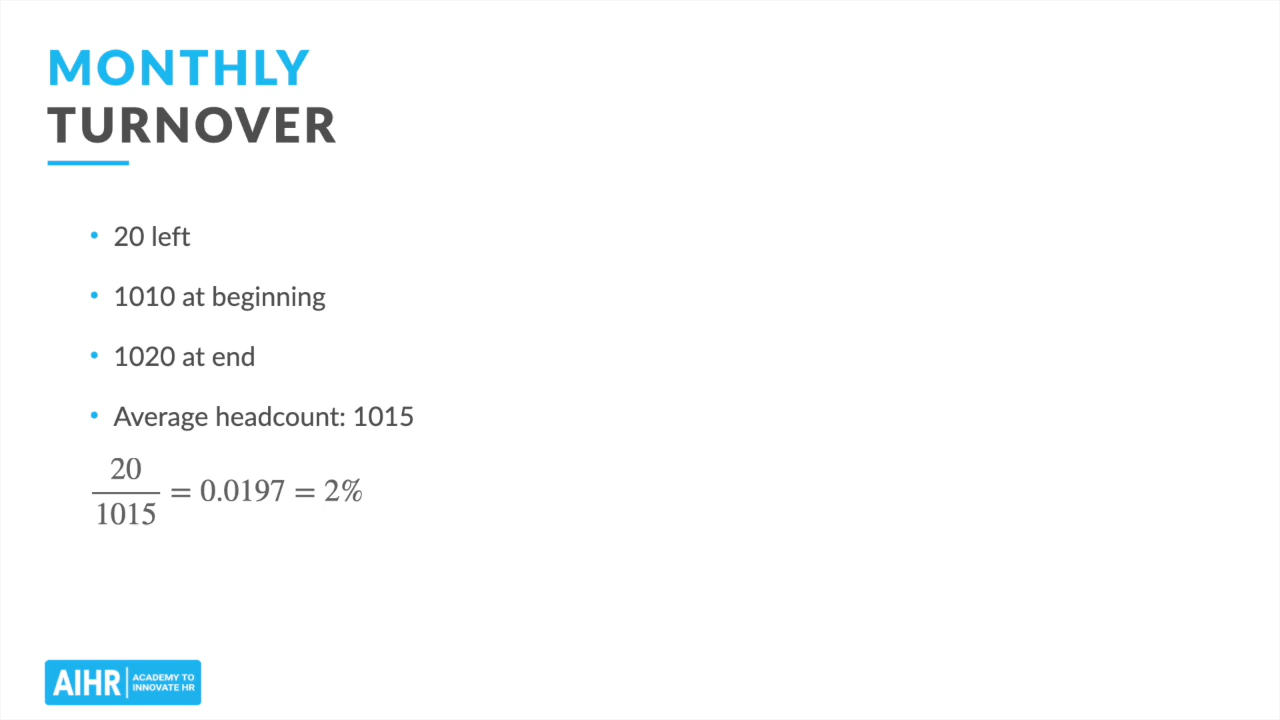 MONTHLY
TURNOVER
• 20 left
• 1010 at beginning
• 1020 at end
• Average headcount: 1015
20
1015
= 0.0197 = 2%
AIHR
ACADEMY TO
INNOVATE HR